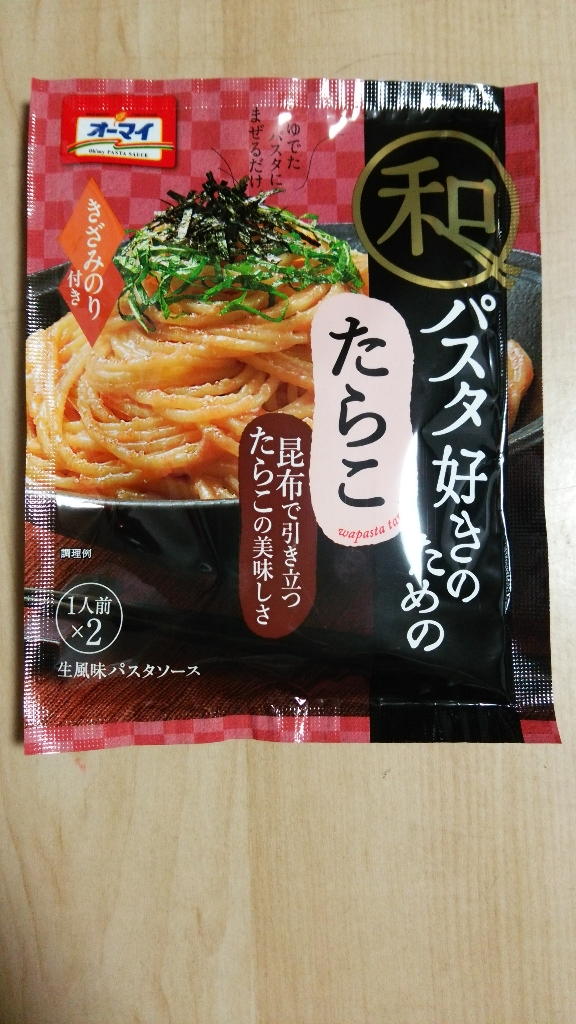 オーマイ
Oh'my PASTA SAUCE
ゆでた
パスタに
まぜるだけ
和
パスタ好きの
ための
きざみのり
付き
たらこ
wapasta
昆布で引き立つ
たらこの美味しさ
調理例
1人前
×2
生風味パスタソース